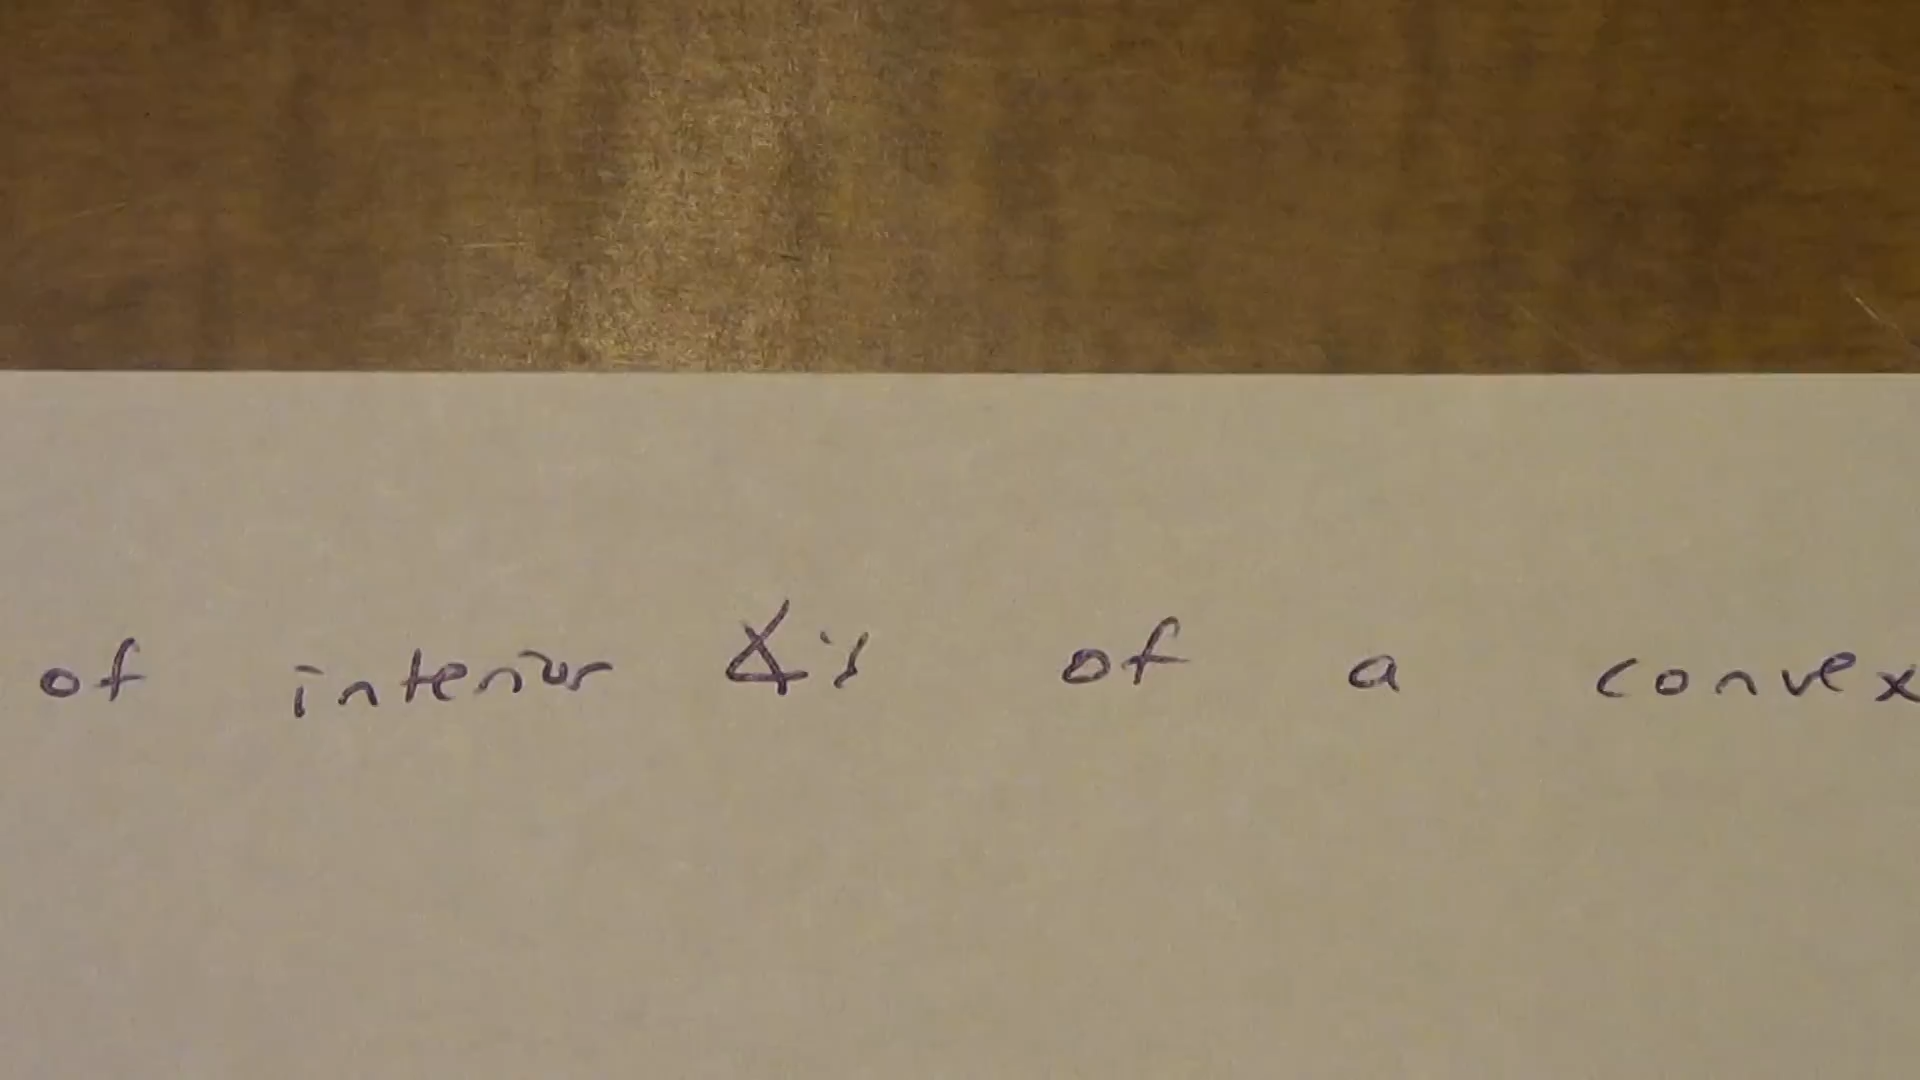 of interior ∡'s of a convex